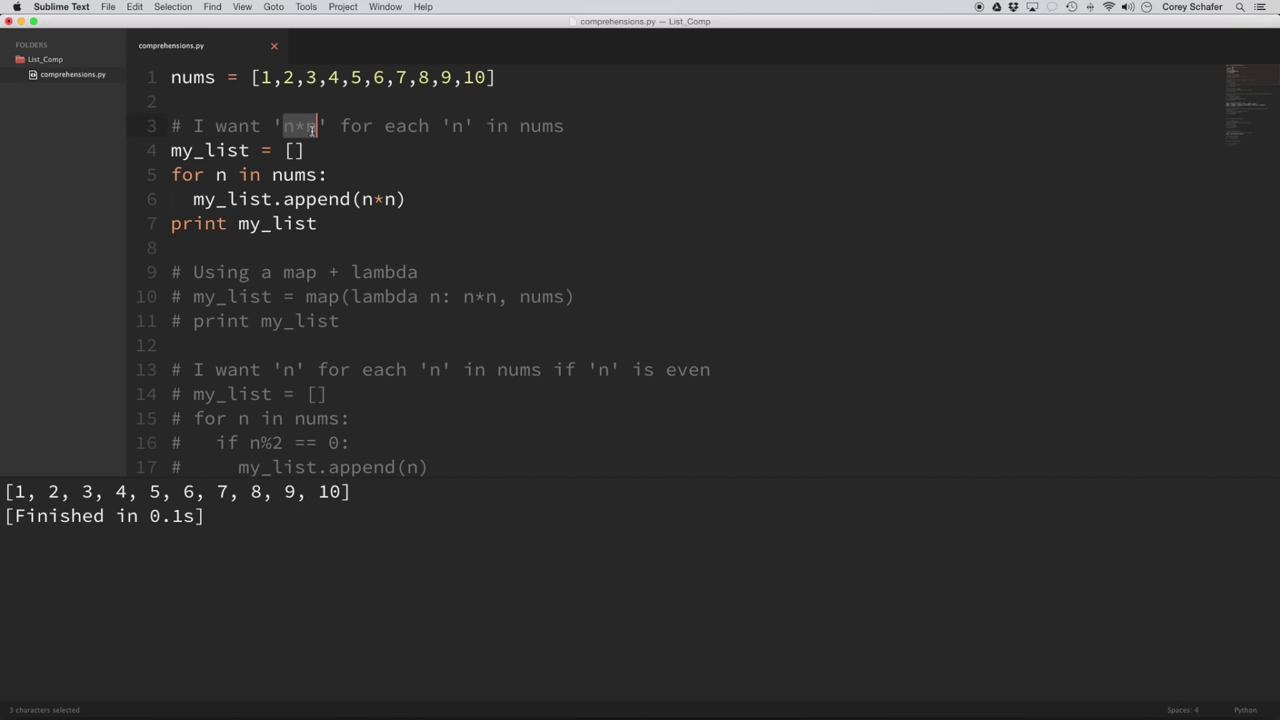 Sublime Text File Edit Selection Find View Goto Tools Project Window Help Corey Schafer
comprehensions.py — List_Comp
FOLDERS
List_Comp
comprehensions.py
comprehensions.py
1 nums = [1,2,3,4,5,6,7,8,9,10]
2
3 # I want 'n*n' for each 'n' in nums
4 my_list = []
5 for n in nums:
6 my_list.append(n*n)
7 print my_list
8
9 # Using a map + lambda
10 # my_list = map(lambda n: n*n, nums)
11 # print my_list
12
13 # I want 'n' for each 'n' in nums if 'n' is even
14 # my_list = []
15 # for n in nums:
16 # if n%2 == 0:
17 # my_list.append(n)
[1, 2, 3, 4, 5, 6, 7, 8, 9, 10]
[Finished in 0.1s]
3 characters selected Spaces: 4 Python